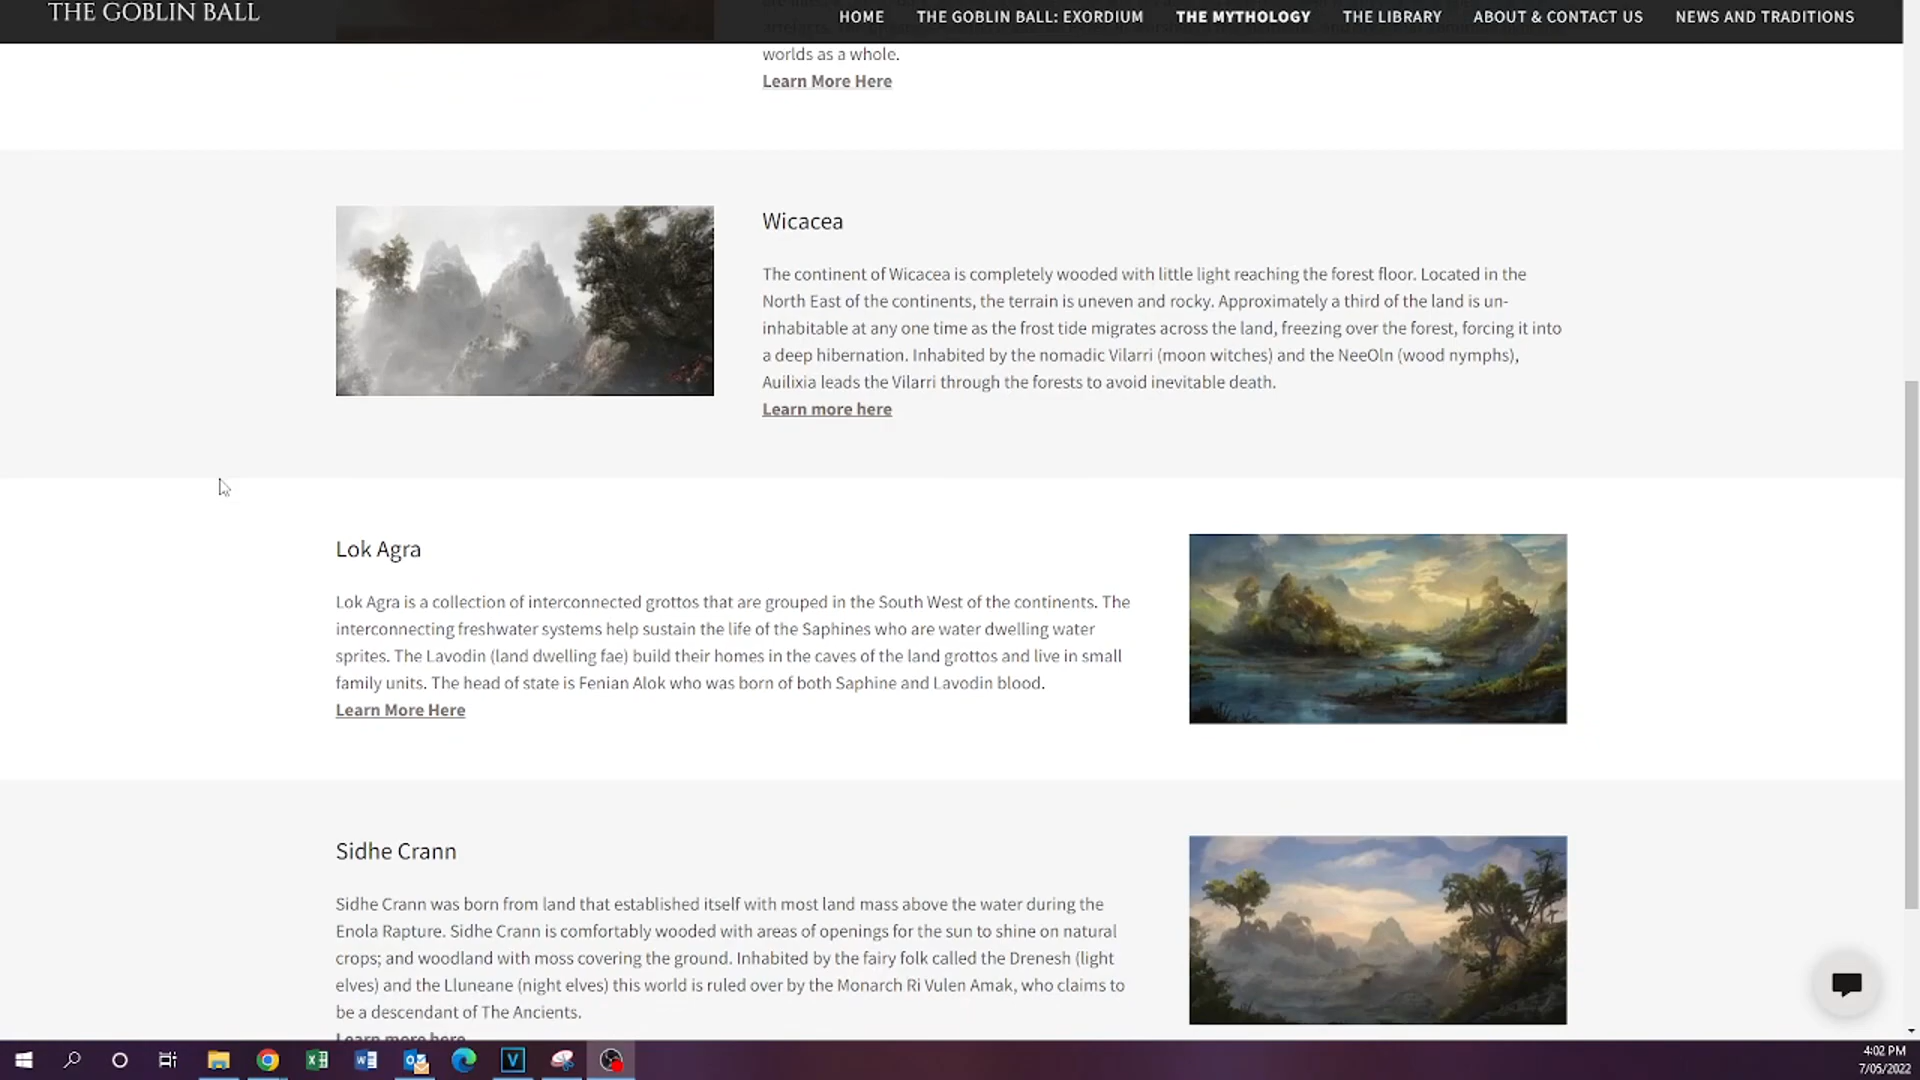 THE GOBLIN BALL
HOME THE GOBLIN BALL: EXORDIUM THE MYTHOLOGY THE LIBRARY ABOUT & CONTACT US NEWS AND TRADITIONS
worlds as a whole.
Learn More Here
Wicacea
The continent of Wicacea is completely wooded with little light reaching the forest floor. Located in the
North East of the continents, the terrain is uneven and rocky. Approximately a third of the land is un-
inhabitable at any one time as the frost tide migrates across the land, freezing over the forest, forcing it into
a deep hibernation. Inhabited by the nomadic Vilarri (moon witches) and the NeeOln (wood nymphs),
Auilixia leads the Vilarri through the forests to avoid inevitable death.
Learn more here
Lok Agra
Lok Agra is a collection of interconnected grottos that are grouped in the South West of the continents. The
interconnecting freshwater systems help sustain the life of the Saphines who are water dwelling water
sprites. The Lavodin (land dwelling fae) build their homes in the caves of the land grottos and live in small
family units. The head of state is Fenian Alok who was born of both Saphine and Lavodin blood.
Learn More Here
Sidhe Crann
Sidhe Crann was born from land that established itself with most land mass above the water during the
Enola Rapture. Sidhe Crann is comfortably wooded with areas of openings for the sun to shine on natural
crops; and woodland with moss covering the ground. Inhabited by the fairy folk called the Drenesh (light
elves) and the Lluneane (night elves) this world is ruled over by the Monarch Ri Vulen Amak, who claims to
be a descendant of The Ancients.
Learn more here
4:02 PM
7/05/2022